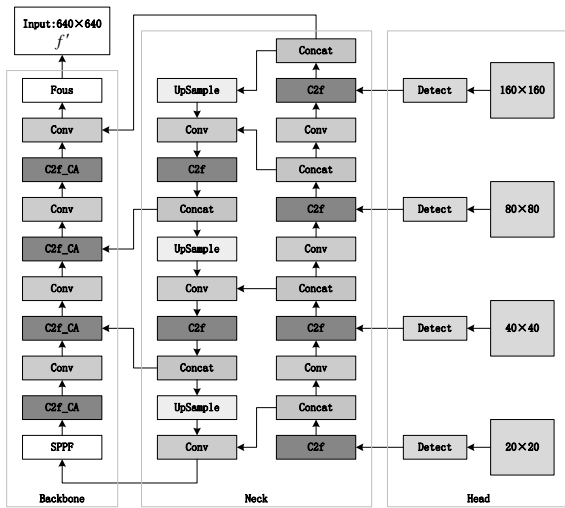 Input:640×640
f′
Fous
Conv
C2f_CA
Conv
C2f_CA
Conv
C2f_CA
Conv
C2f_CA
SPPF
Backbone
UpSample
Conv
C2f
Concat
UpSample
Conv
C2f
Concat
UpSample
Conv
Concat
C2f
Conv
Concat
C2f
Conv
Concat
C2f
Conv
Concat
C2f
Neck
Detect
160×160
Detect
80×80
Detect
40×40
Detect
20×20
Head